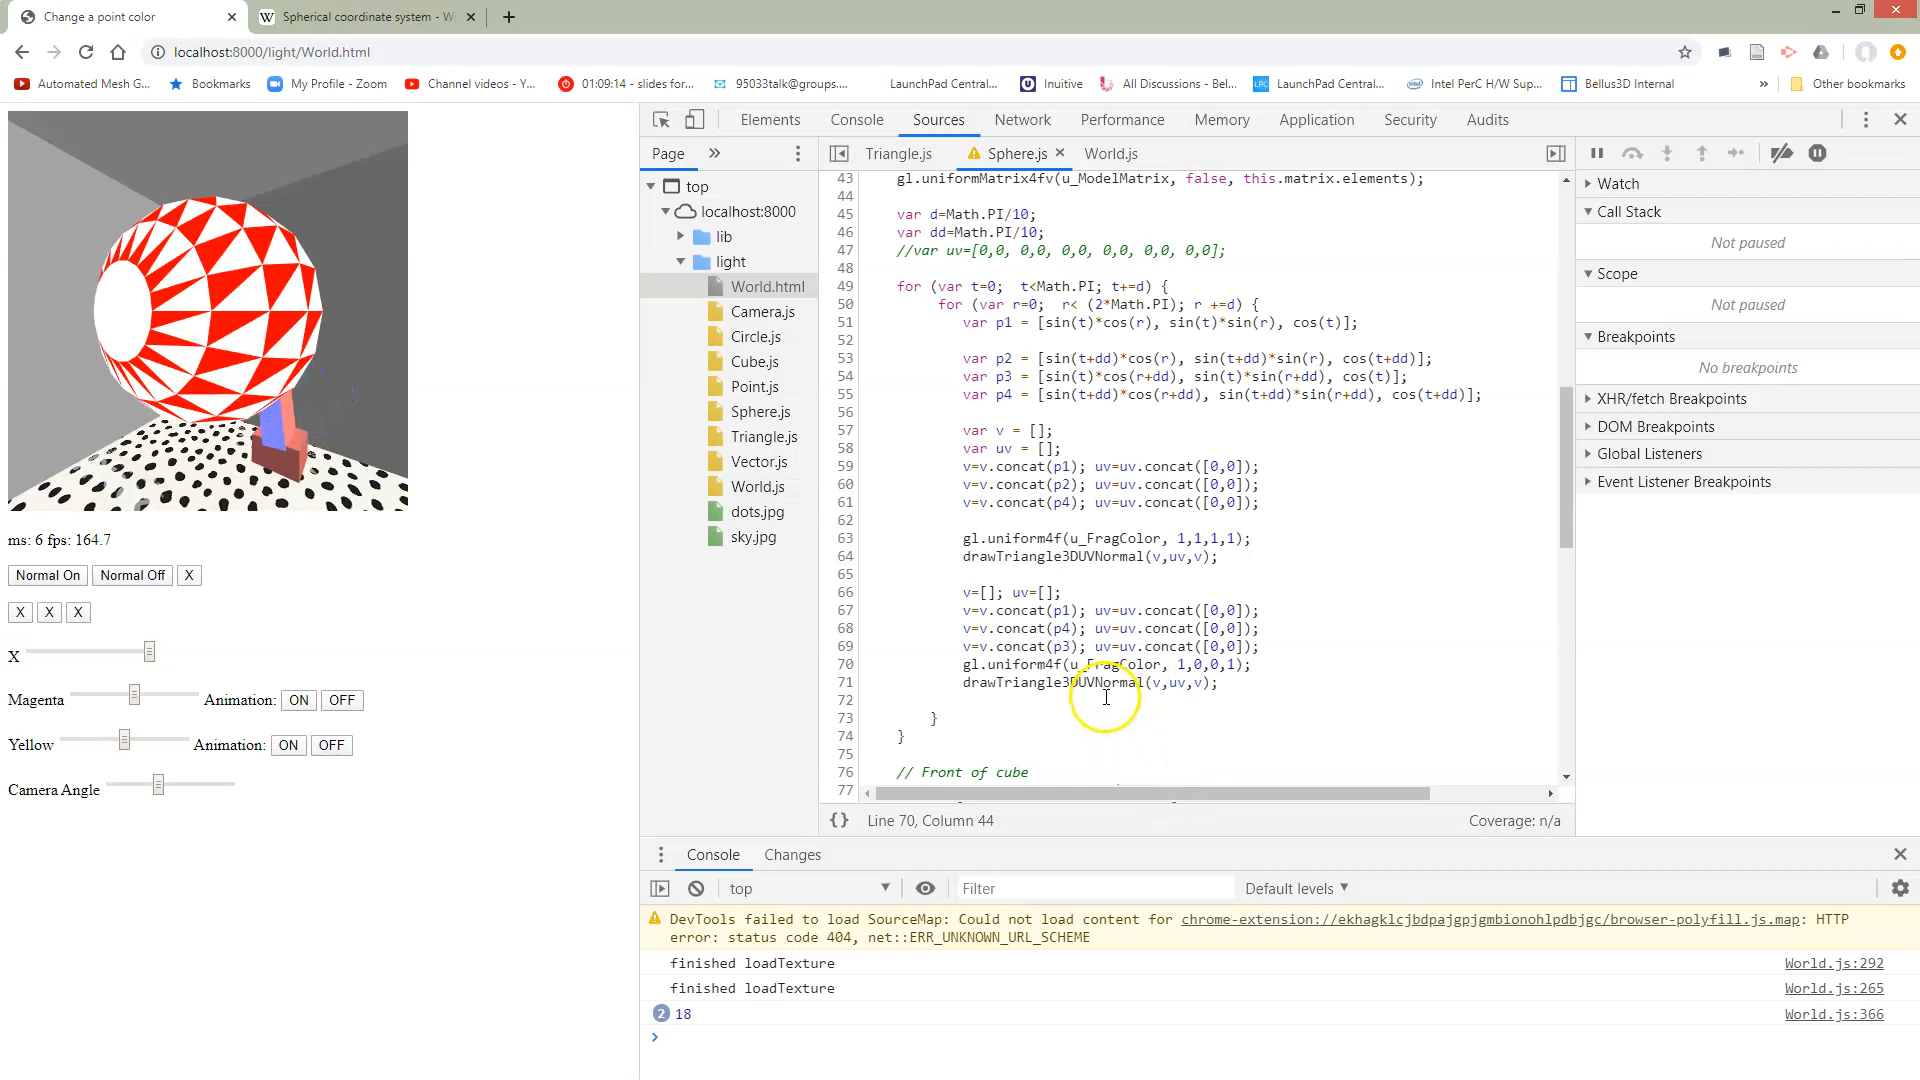 Change a point color
Spherical coordinate system - Wi
localhost:8000/light/World.html
Automated Mesh G...
Bookmarks
My Profile - Zoom
Channel videos - Y...
01:09:14 - slides for...
95033talk@groups....
LaunchPad Central...
Inuitive
All Discussions - Bel...
LaunchPad Central...
Intel PerC H/W Sup...
Bellus3D Internal
»
Other bookmarks
Elements
Console
Sources
Network
Performance
Memory
Application
Security
Audits
Page
»
Triangle.js
Sphere.js
World.js
top
localhost:8000
lib
light
World.html
Camera.js
Circle.js
Cube.js
Point.js
Sphere.js
Triangle.js
Vector.js
World.js
dots.jpg
sky.jpg
43 gl.uniformMatrix4fv(u_ModelMatrix, false, this.matrix.elements);
44
45 var d=Math.PI/10;
46 var dd=Math.PI/10;
47 //var uv=[0,0, 0,0, 0,0, 0,0, 0,0, 0,0];
48
49 for (var t=0;  t<Math.PI; t+=d) {
50 for (var r=0;  r< (2*Math.PI); r +=d) {
51 var p1 = [sin(t)*cos(r), sin(t)*sin(r), cos(t)];
52
53 var p2 = [sin(t+dd)*cos(r), sin(t+dd)*sin(r), cos(t+dd)];
54 var p3 = [sin(t)*cos(r+dd), sin(t)*sin(r+dd), cos(t)];
55 var p4 = [sin(t+dd)*cos(r+dd), sin(t+dd)*sin(r+dd), cos(t+dd)];
56
57 var v = [];
58 var uv = [];
59 v=v.concat(p1); uv=uv.concat([0,0]);
60 v=v.concat(p2); uv=uv.concat([0,0]);
61 v=v.concat(p4); uv=uv.concat([0,0]);
62
63 gl.uniform4f(u_FragColor, 1,1,1,1);
64 drawTriangle3DUVNormal(v,uv,v);
65
66 v=[]; uv=[];
67 v=v.concat(p1); uv=uv.concat([0,0]);
68 v=v.concat(p4); uv=uv.concat([0,0]);
69 v=v.concat(p3); uv=uv.concat([0,0]);
70 gl.uniform4f(u_FragColor, 1,0,0,1);
71 drawTriangle3DUVNormal(v,uv,v);
72
73 }
74 }
75
76 // Front of cube
77
{} Line 70, Column 44
Coverage: n/a
Watch
Call Stack
Not paused
Scope
Not paused
Breakpoints
No breakpoints
XHR/fetch Breakpoints
DOM Breakpoints
Global Listeners
Event Listener Breakpoints
ms: 6 fps: 164.7
Normal On
Normal Off
X
X
X
X
X
Magenta
Animation:
ON
OFF
Yellow
Animation:
ON
OFF
Camera Angle
Console
Changes
top
Filter
Default levels
DevTools failed to load SourceMap: Could not load content for chrome-extension://ekhagklcjbdpajgpjgmbionohlpdbjgc/browser-polyfill.js.map: HTTP
error: status code 404, net::ERR_UNKNOWN_URL_SCHEME
finished loadTexture
World.js:292
finished loadTexture
World.js:265
2 18
World.js:366